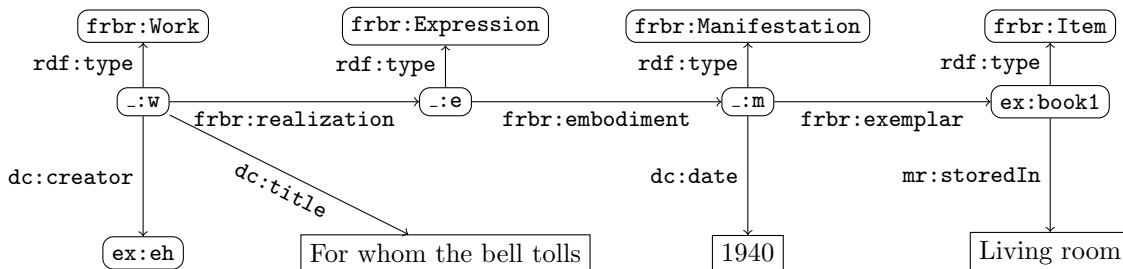 frbr:Work frbr:Expression frbr:Manifestation frbr:Item
rdf:type rdf:type rdf:type rdf:type
_:w _:e _:m ex:book1
frbr:realization frbr:embodiment frbr:exemplar
dc:creator dc:title dc:date mr:storedIn
ex:eh For whom the bell tolls 1940 Living room